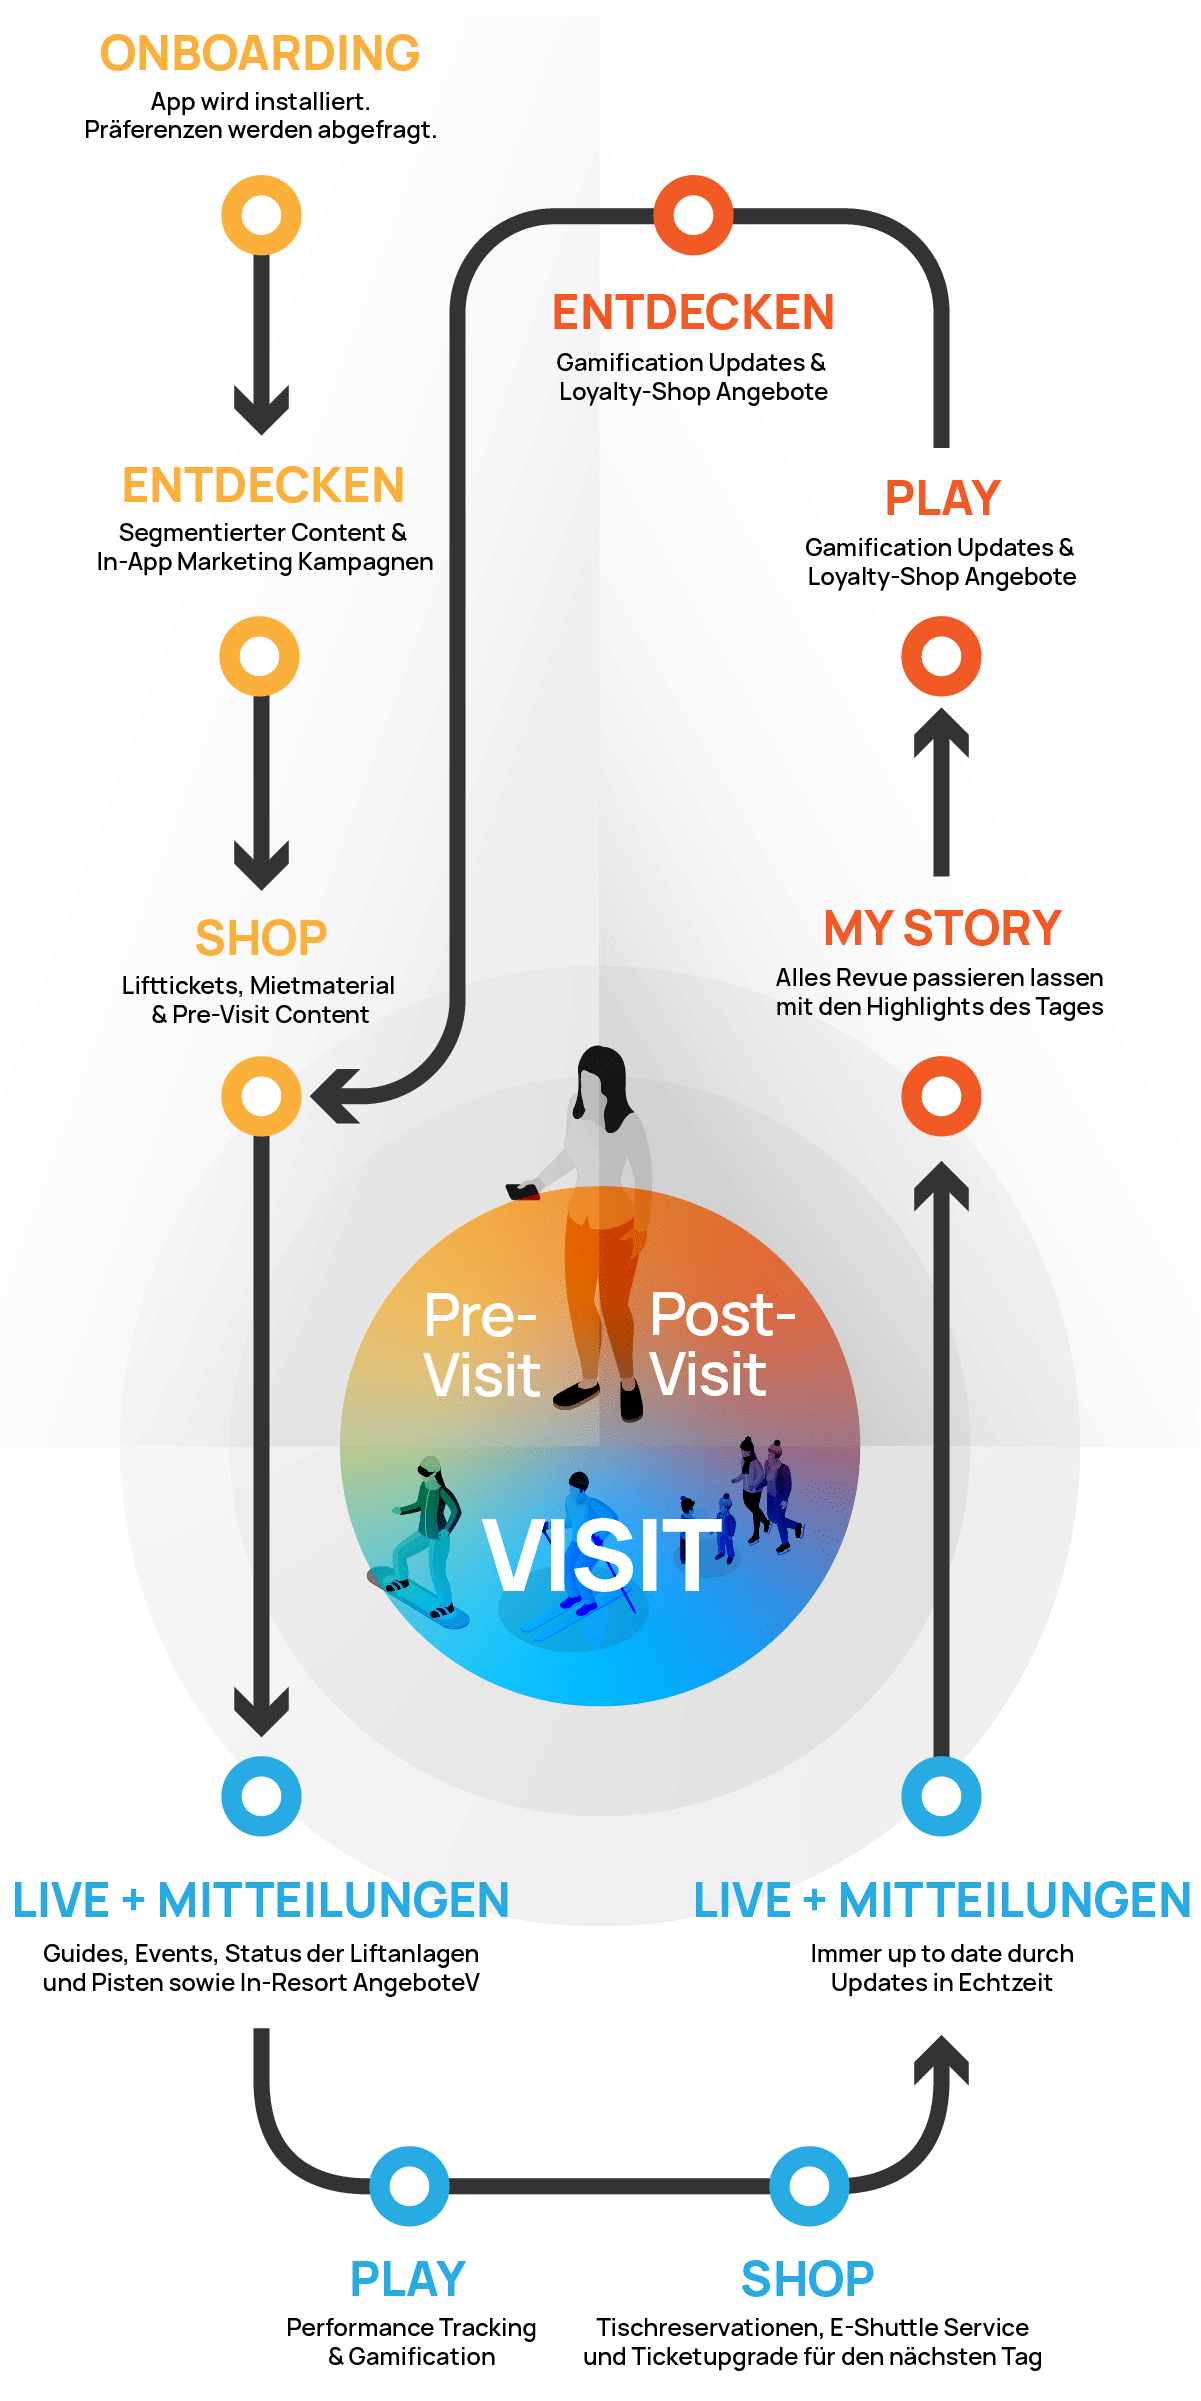 ONBOARDING
App wird installiert.
Präferenzen werden abgefragt.
ENTDECKEN
Segmentierter Content &
In-App Marketing Kampagnen
SHOP
Lifttickets, Mietmaterial
& Pre-Visit Content
ENTDECKEN
Gamification Updates &
Loyalty-Shop Angebote
PLAY
Gamification Updates &
Loyalty-Shop Angebote
MY STORY
Alles Revue passieren lassen
mit den Highlights des Tages
Pre-
Visit
Post-
Visit
VISIT
LIVE + MITTEILUNGEN
Guides, Events, Status der Liftanlagen
und Pisten sowie In-Resort AngeboteV
LIVE + MITTEILUNGEN
Immer up to date durch
Updates in Echtzeit
PLAY
Performance Tracking
& Gamification
SHOP
Tischreservationen, E-Shuttle Service
und Ticketupgrade für den nächsten Tag